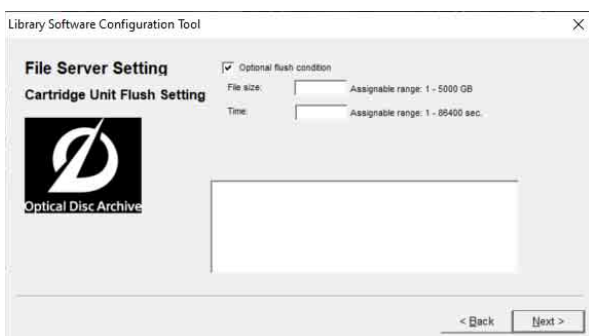 Library Software Configuration Tool
File Server Setting
Cartridge Unit Flush Setting
Optical Disc Archive
Optional flush condition
File size: Assignable range: 1 - 5000 GB
Time: Assignable range: 1 - 86400 sec.
< Back Next >